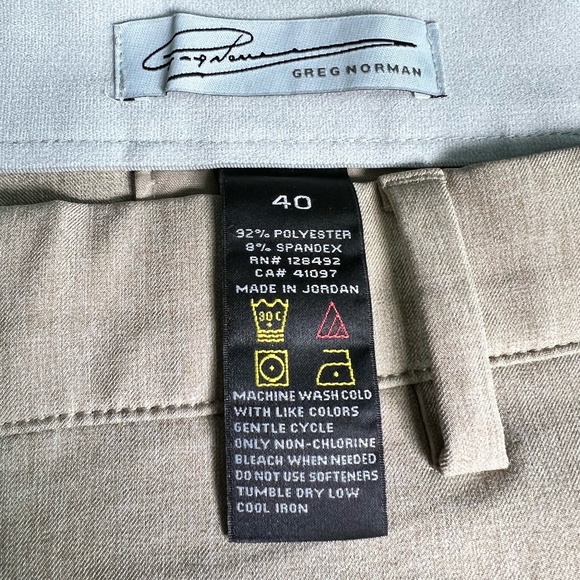 Greg Norman
GREG NORMAN
40
92% POLYESTER
8% SPANDEX
RN# 128492
CA# 41097
MADE IN JORDAN
30 C
MACHINE WASH COLD
WITH LIKE COLORS
GENTLE CYCLE
ONLY NON-CHLORINE
BLEACH WHEN NEEDED
DO NOT USE SOFTENERS
TUMBLE DRY LOW
COOL IRON